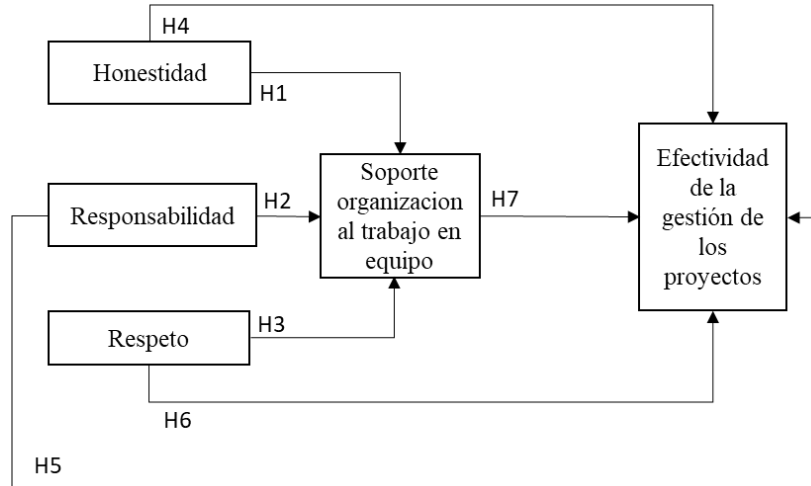 H4
Honestidad
H1
Responsabilidad
H2
Soporte
organizacion
al trabajo en
equipo
H7
Efectividad
de la
gestión de
los
proyectos
Respeto
H3
H6
H5